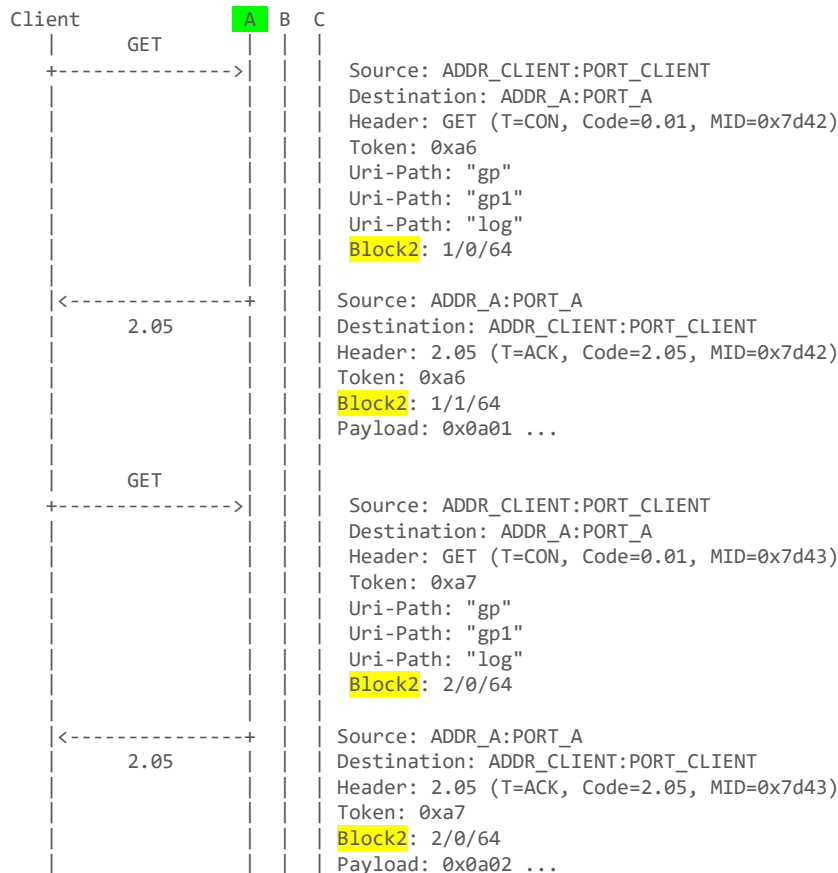 Client A B C
GET
Source: ADDR_CLIENT:PORT_CLIENT
Destination: ADDR_A:PORT_A
Header: GET (T=CON, Code=0.01, MID=0x7d42)
Token: 0xa6
Uri-Path: "gp"
Uri-Path: "gp1"
Uri-Path: "log"
Block2: 1/0/64
Source: ADDR_A:PORT_A
2.05 Destination: ADDR_CLIENT:PORT_CLIENT
Header: 2.05 (T=ACK, Code=2.05, MID=0x7d42)
Token: 0xa6
Block2: 1/1/64
Payload: 0x0a01 ...
GET
Source: ADDR_CLIENT:PORT_CLIENT
Destination: ADDR_A:PORT_A
Header: GET (T=CON, Code=0.01, MID=0x7d43)
Token: 0xa7
Uri-Path: "gp"
Uri-Path: "gp1"
Uri-Path: "log"
Block2: 2/0/64
Source: ADDR_A:PORT_A
2.05 Destination: ADDR_CLIENT:PORT_CLIENT
Header: 2.05 (T=ACK, Code=2.05, MID=0x7d43)
Token: 0xa7
Block2: 2/0/64
Payload: 0x0a02 ...